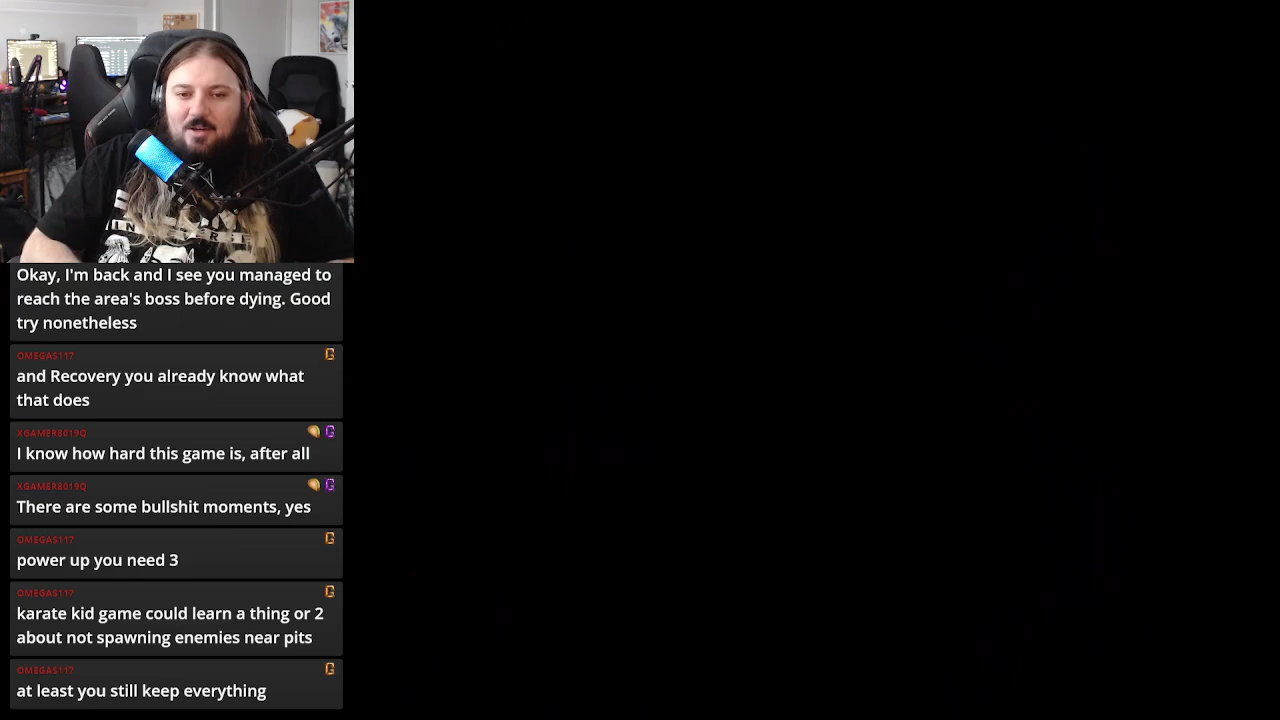 Okay, I'm back and I see you managed to
reach the area's boss before dying. Good
try nonetheless
OMEGAS117
and Recovery you already know what
that does
XGAMER8019Q
I know how hard this game is, after all
XGAMER8019Q
There are some bullshit moments, yes
OMEGAS117
power up you need 3
OMEGAS117
karate kid game could learn a thing or 2
about not spawning enemies near pits
OMEGAS117
at least you still keep everything